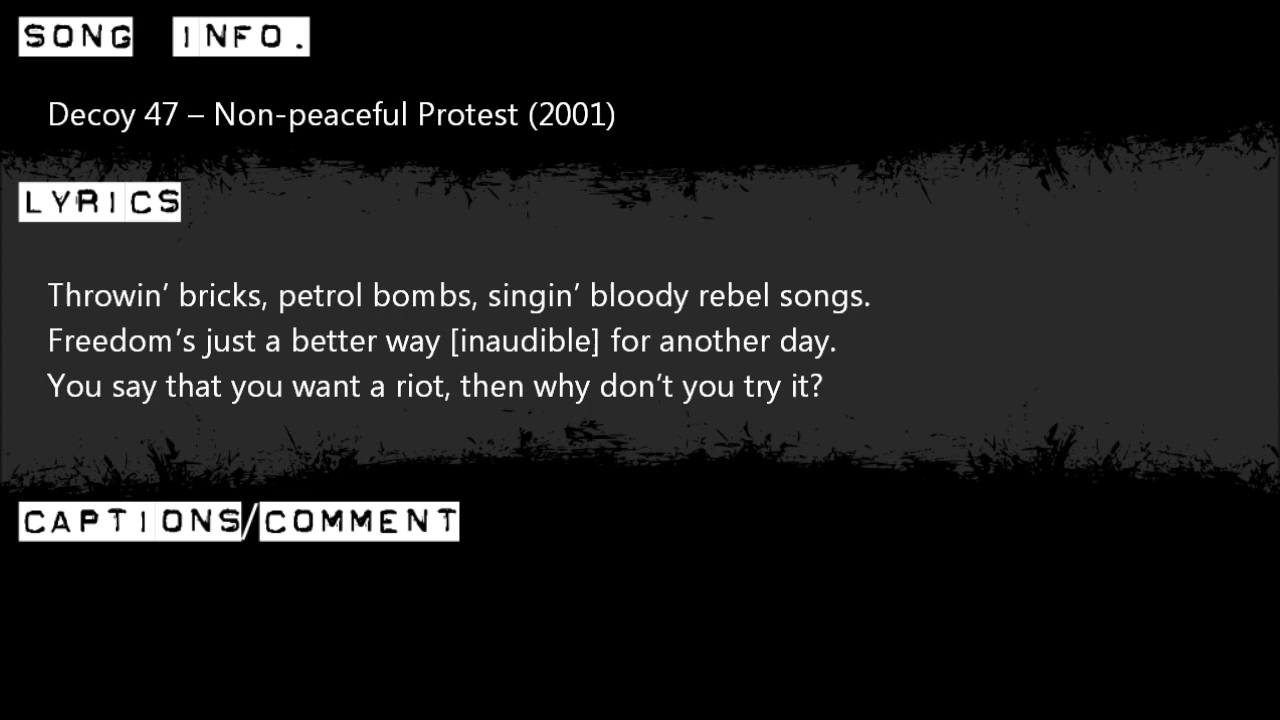 SONG INFO.
Decoy 47 – Non-peaceful Protest (2001)
LYRICS
Throwin’ bricks, petrol bombs, singin’ bloody rebel songs.
Freedom’s just a better way [inaudible] for another day.
You say that you want a riot, then why don’t you try it?
CAPTIONS/COMMENT